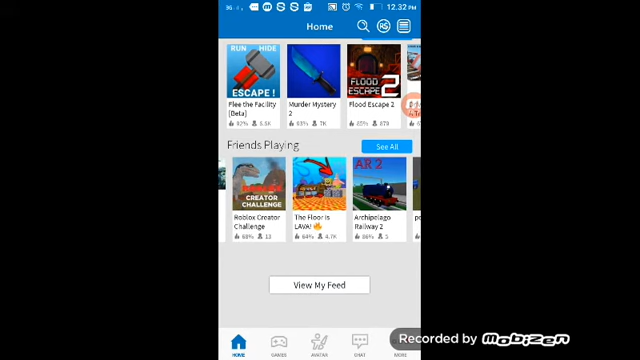 12.32 PM
Home
RUN HIDE
ESCAPE!
FLOOD
ESCAPE 2
Flee the Facility
(Beta)
Murder Mystery
2
Flood Escape 2
92% 8.5K
93% 7K
85% 870
Friends Playing
See All
CREATOR
CHALLENGE
AR 2
Roblox Creator
Challenge
The Floor is
LAVA! 🔥
Archipelago
Railway 2
68% 13
64% 4.7K
86% 5
View My Feed
HOME
GAMES
AVATAR
CHAT
MORE
Recorded by MOBIZEN